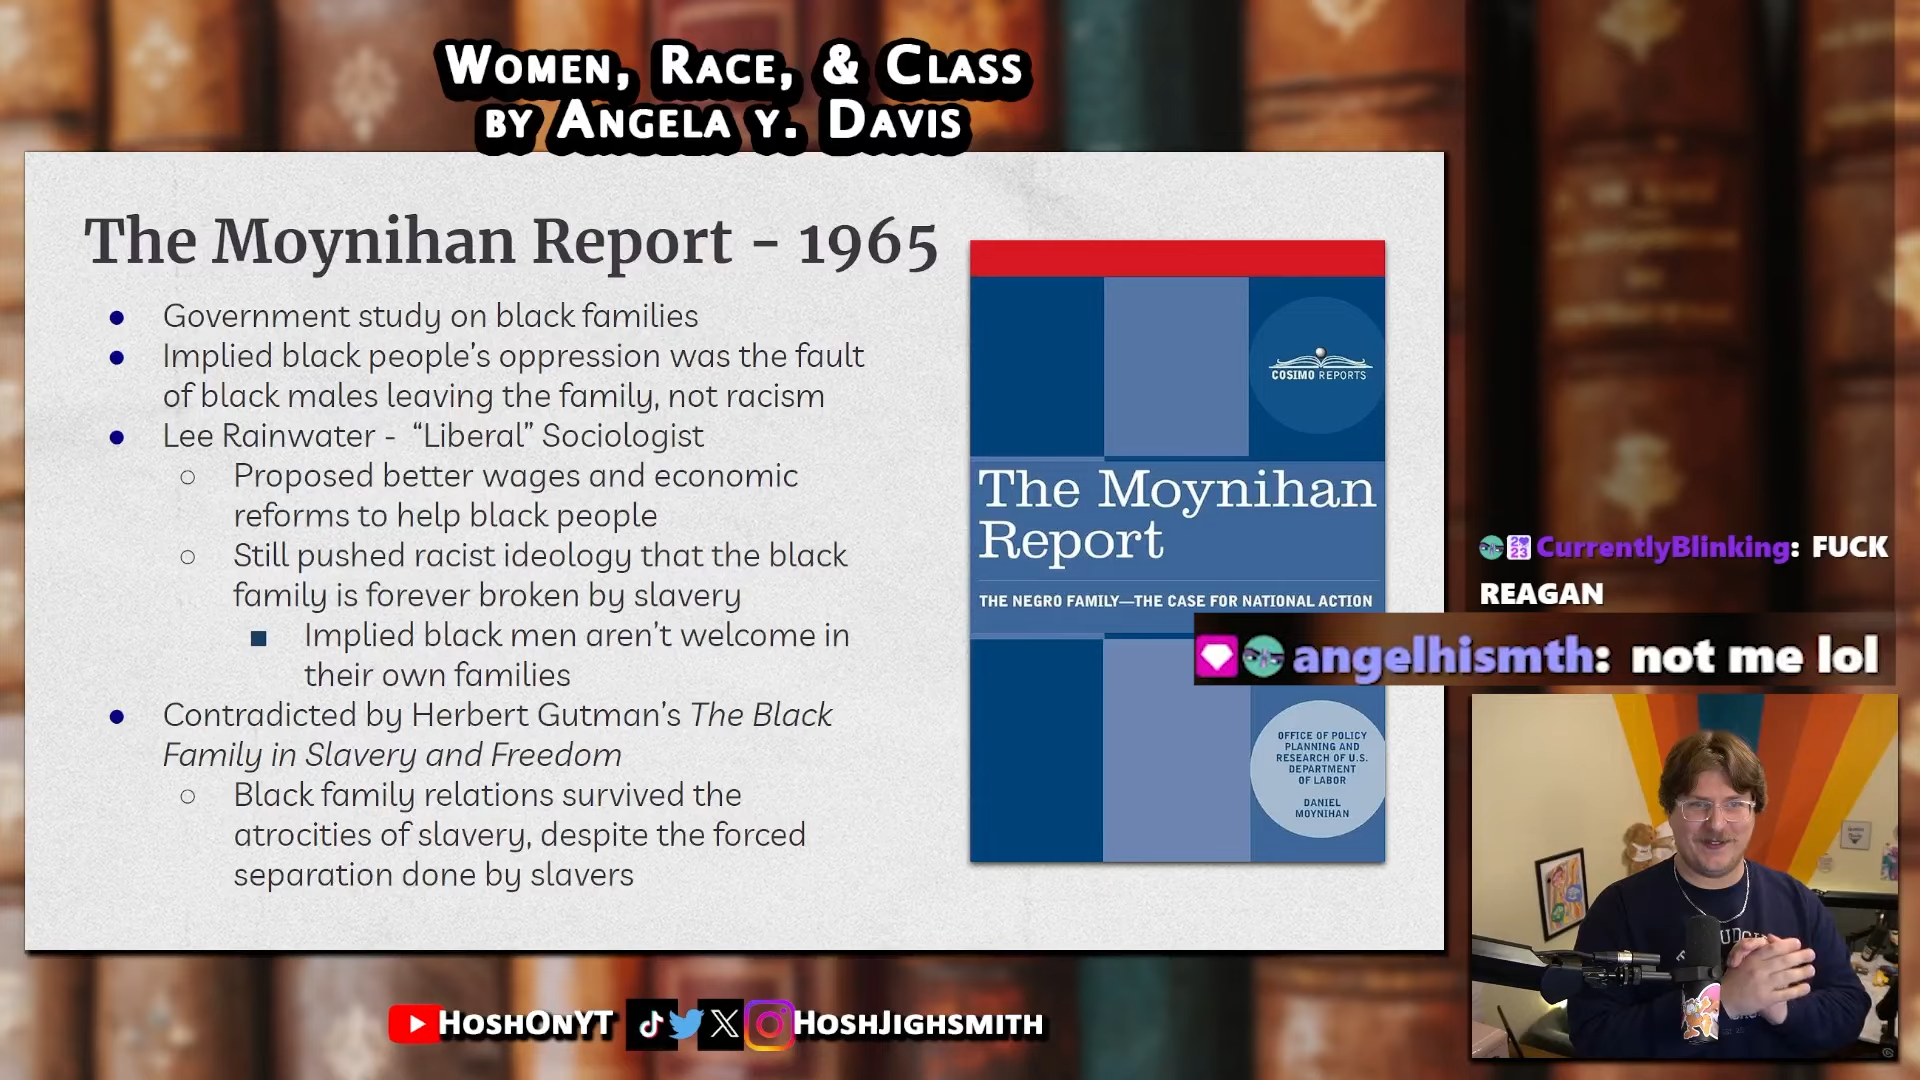 WOMEN, RACE, & CLASS
BY ANGELA Y. DAVIS
The Moynihan Report - 1965
Government study on black families
Implied black people's oppression was the fault
of black males leaving the family, not racism
Lee Rainwater - "Liberal" Sociologist
Proposed better wages and economic
reforms to help black people
Still pushed racist ideology that the black
family is forever broken by slavery
Implied black men aren't welcome in
their own families
Contradicted by Herbert Gutman's The Black
Family in Slavery and Freedom
Black family relations survived the
atrocities of slavery, despite the forced
separation done by slavers
COSIMO REPORTS
The Moynihan
Report
THE NEGRO FAMILY—THE CASE FOR NATIONAL ACTION
OFFICE OF POLICY
PLANNING AND
RESEARCH OF U.S.
DEPARTMENT
OF LABOR
DANIEL
MOYNIHAN
2023
CurrentlyBlinking: FUCK
REAGAN
angelhismth: not me lol
HOSHONYT
HOSHJIGHSMITH